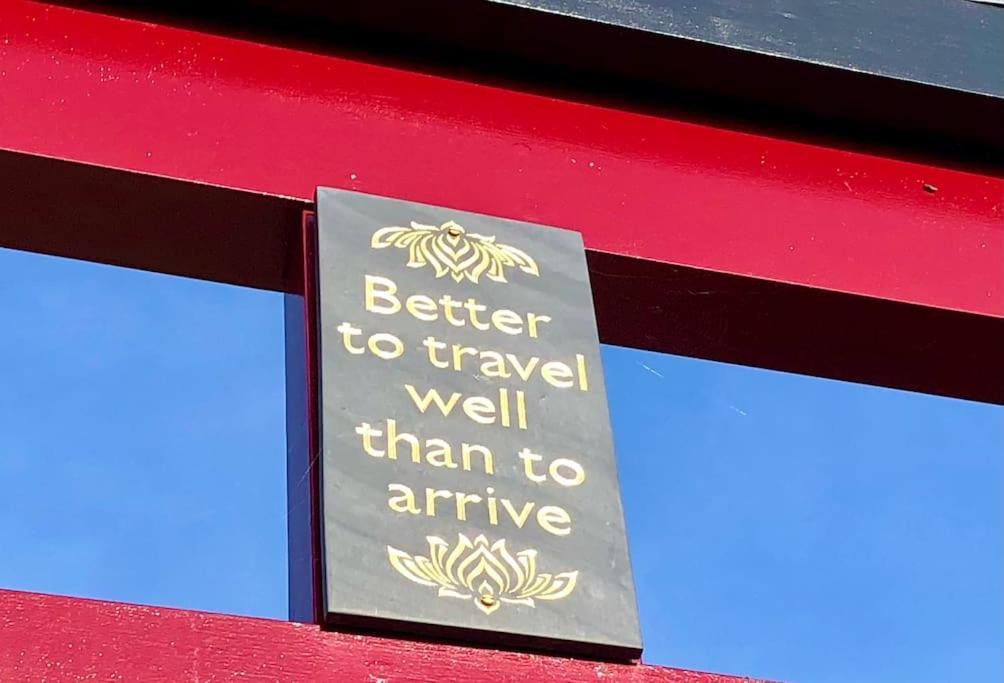 Better
to travel
well
than to
arrive